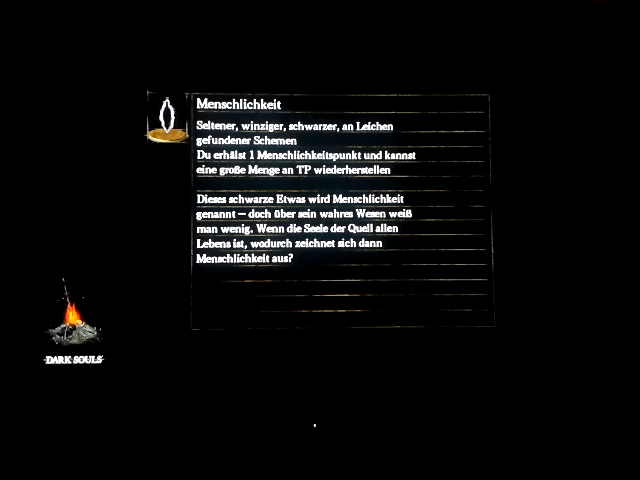 Menschlichkeit
Seltener, winziger, schwarzer, an Leichen
gefundener Schemen
Du erhälst 1 Menschlichkeitspunkt und kannst
eine große Menge an TP wiederherstellen
Dieses schwarze Etwas wird Menschlichkeit
genannt — doch über sein wahres Wesen weiß
man wenig. Wenn die Seele der Quell allen
Lebens ist, wodurch zeichnet sich dann
Menschlichkeit aus?
DARK SOULS